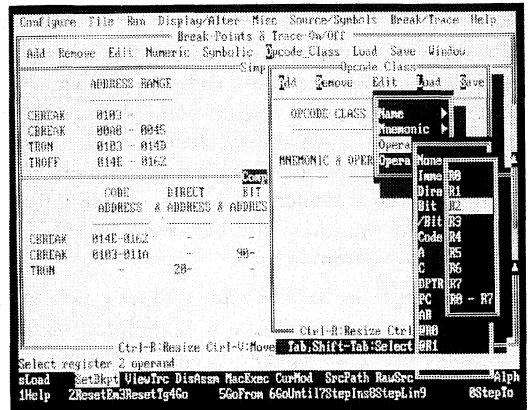 Configure File Run Display/Alter Misc Source/Symbols Break/Trace Help
Break-Points & Trace-On/Off
Add Remove Edit Numeric Symbolic Opcode_Class Load Save Window
Simp Opcode Class
Add Remove Edit Load Save
ADDRESS RANGE
OPCODE CLASS
Name
Mnemonic
Opera
Opera
CBREAK 0103 -
CBREAK 00A0 - 0045
TRON 0103 - 014D
TROFF 014E - 0162
MNEMONIC & OPER
None
Imme
Dire
Bit
/Bit
Code
A
C
DPTR
PC
AB
@R0
@R1
R0
R1
R2
R3
R4
R5
R6
R7
R0 - R7
Comp
CODE DIRECT BIT
ADDRESS & ADDRESS & ADDRES
CBREAK 014E-0162 - -
CBREAK 0103-011A - 90-
TRON - 20- -
Ctrl-R:Resize Ctrl
Ctrl-R:Resize Ctrl-V:Move Tab,Shift-Tab:Select
Select register 2 operand
sLoad SetBkpt ViewTrc DisAssm MacExec CurMod SrcPath RawSrc Alph
1Help 2ResetEm3ResetTg4Go 5GoFrom 6GoUntil7StepIns8StepLin9 0StepTo